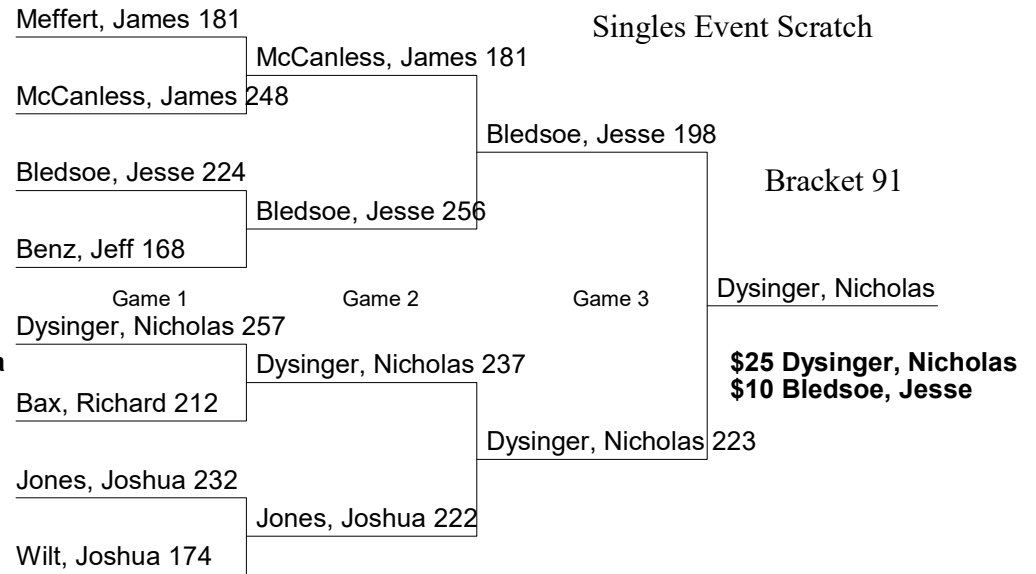 Meffert, James 181
Singles Event Scratch
McCanless, James 181
McCanless, James 248
Bledsoe, Jesse 198
Bledsoe, Jesse 224
Bracket 91
Bledsoe, Jesse 256
Benz, Jeff 168
Game 1 Game 2 Game 3
Dysinger, Nicholas
Dysinger, Nicholas 257
Dysinger, Nicholas 237
a
$25 Dysinger, Nicholas
$10 Bledsoe, Jesse
Bax, Richard 212
Dysinger, Nicholas 223
Jones, Joshua 232
Jones, Joshua 222
Wilt, Joshua 174